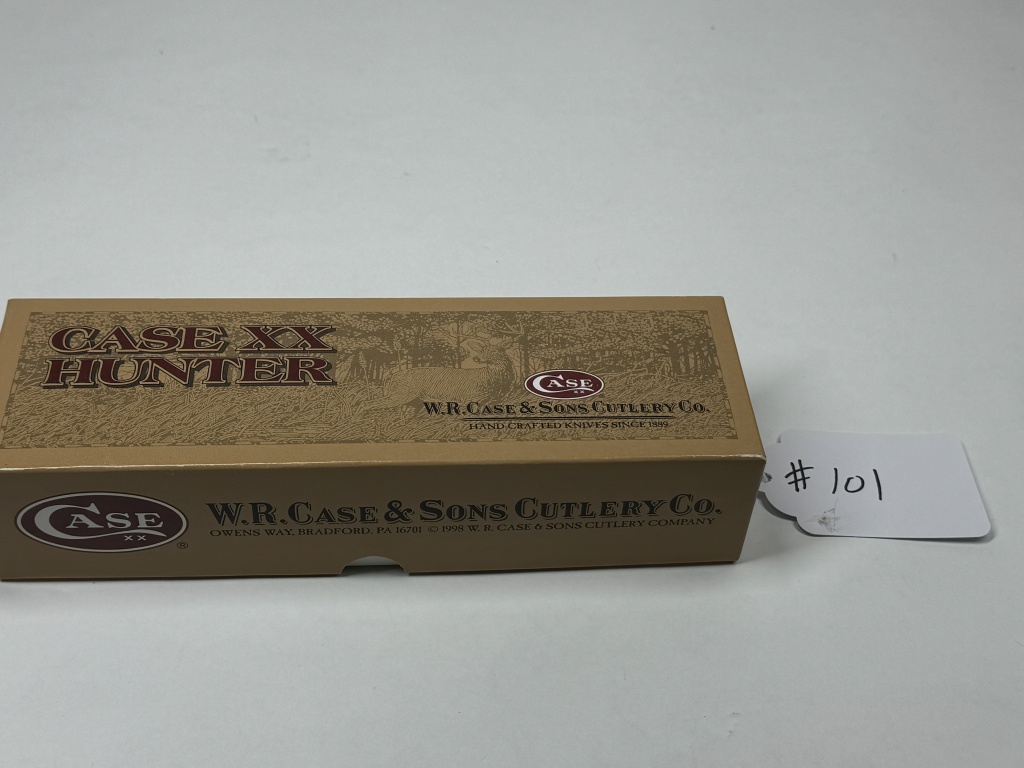 CASE XX
HUNTER
CASE
XX
W.R. CASE & SONS CUTLERY CO.
HAND CRAFTED KNIVES SINCE 1889
CASE
XX
®
W.R. CASE & SONS CUTLERY CO.
OWENS WAY, BRADFORD, PA 16701 © 1998 W. R. CASE & SONS CUTLERY COMPANY
# 101